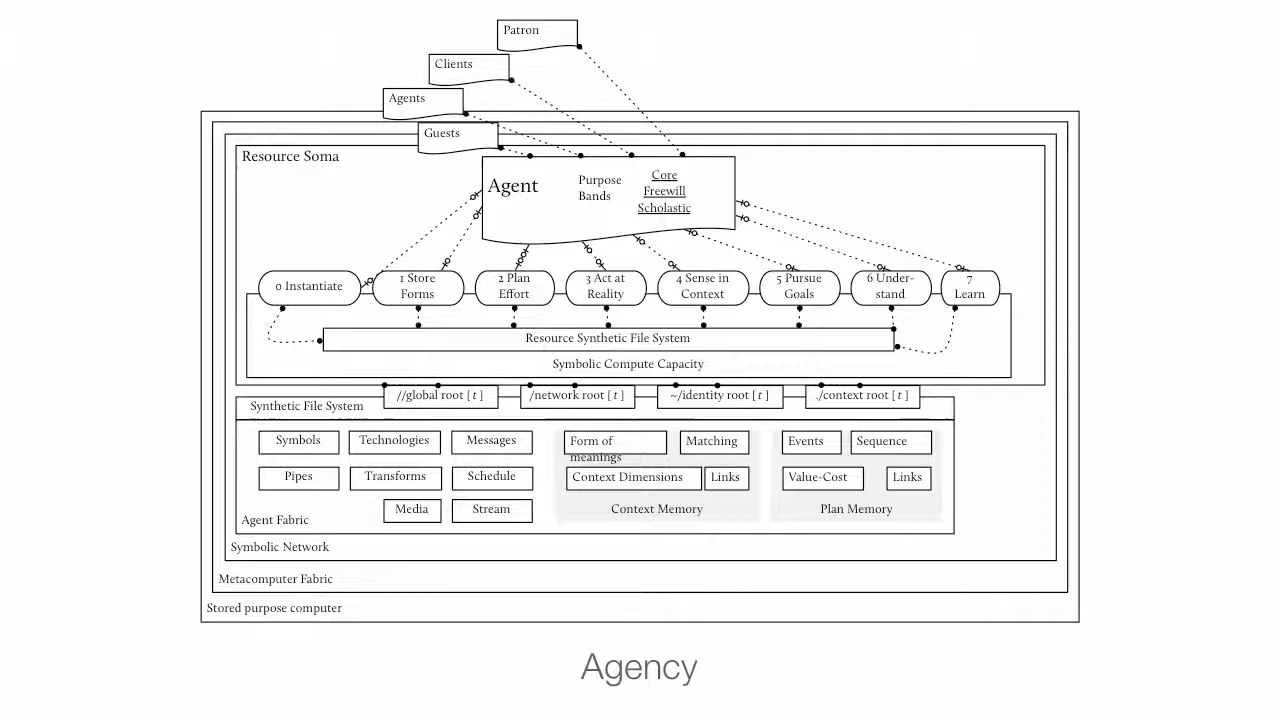 Patron
Clients
Agents
Guests
Resource Soma
Agent
Purpose
Bands
Core
Freewill
Scholastic
0 Instantiate
1 Store
Forms
2 Plan
Effort
3 Act at
Reality
4 Sense in
Context
5 Pursue
Goals
6 Under-
stand
7
Learn
Resource Synthetic File System
Symbolic Compute Capacity
Synthetic File System
//global root [ t ]
/network root [ t ]
~/identity root [ t ]
./context root [ t ]
Symbols
Technologies
Messages
Form of
meanings
Matching
Events
Sequence
Pipes
Transforms
Schedule
Context Dimensions
Links
Value-Cost
Links
Media
Stream
Context Memory
Plan Memory
Agent Fabric
Symbolic Network
Metacomputer Fabric
Stored purpose computer
Agency